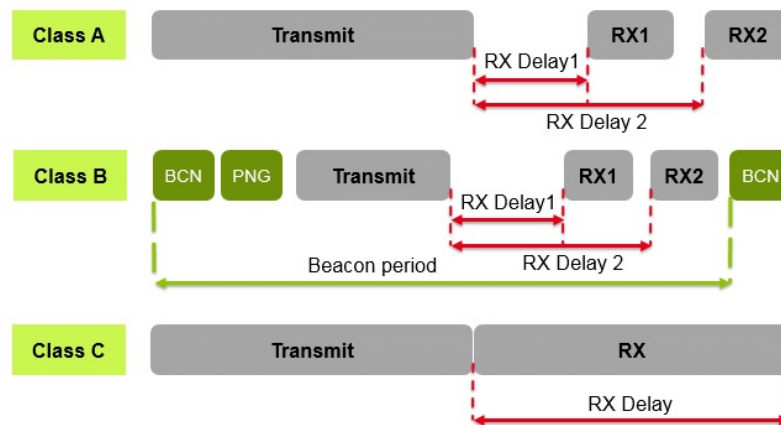 Class A
Transmit
RX1
RX2
RX Delay1
RX Delay 2
Class B
BCN
PNG
Transmit
RX1
RX2
BCN
RX Delay1
RX Delay 2
Beacon period
Class C
Transmit
RX
RX Delay